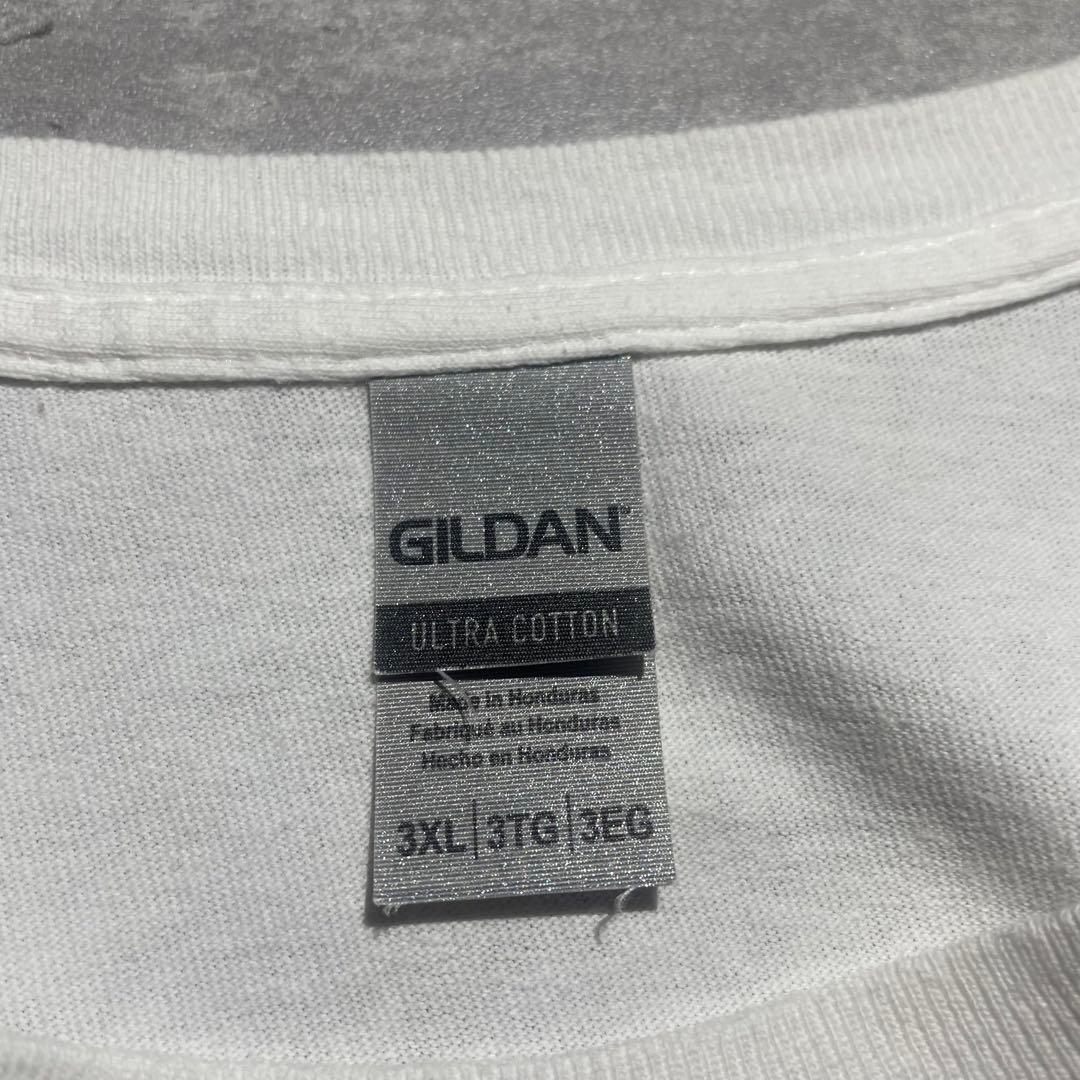 GILDAN
ULTRA COTTON
Made in Honduras
Fabriqué au Honduras
Hecho en Honduras
3XL|3TG|3EG